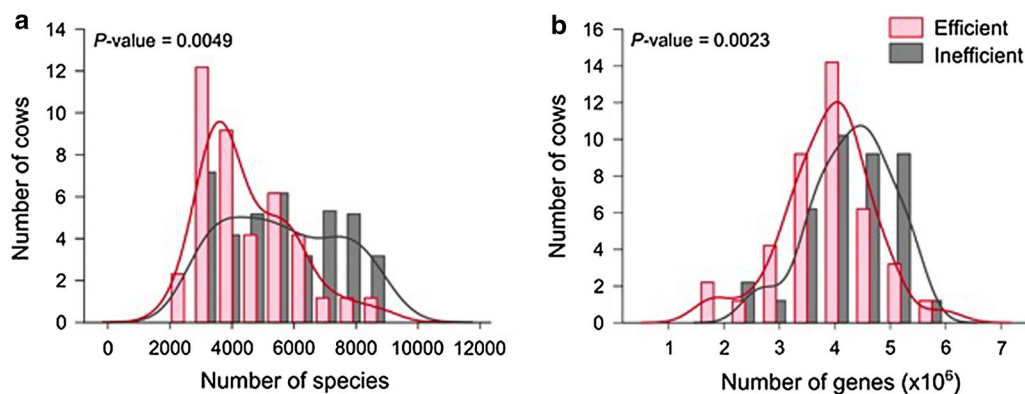 a
P-value = 0.0049
Number of cows
14
12
10
8
6
4
2
0
0 2000 4000 6000 8000 10000 12000
Number of species
b
P-value = 0.0023
Efficient
Inefficient
Number of cows
16
14
12
10
8
6
4
2
0
1 2 3 4 5 6 7
Number of genes (x10⁶)